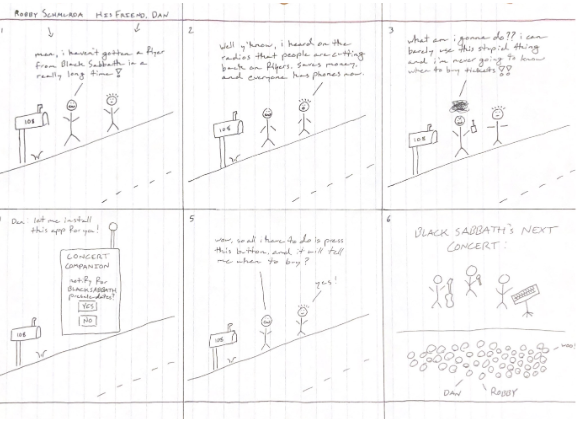 ROBBY SCHMURDA
HIS FRIEND, DAN
1
man, i haven't gotten a flyer
from Black Sabbath in a
really long time!
108
2
Well y'know, i heard on the
radios that people are cutting
back on flyers. saves money,
and everyone has phones now.
108
3
what am i gonna do?? i can
barely use this stupid thing
and i'm never going to know
when to buy tickets!!
108
Dan: let me install
this app for you!
CONCERT
COMPANION
notify for
BLACK SABBATH
presale dates?
YES
NO
108
5
wow, so all i have to do is press
this button, and it will tell
me when to buy?
yes!
108
6
BLACK SABBATH'S NEXT
CONCERT:
woo!
DAN
ROBBY